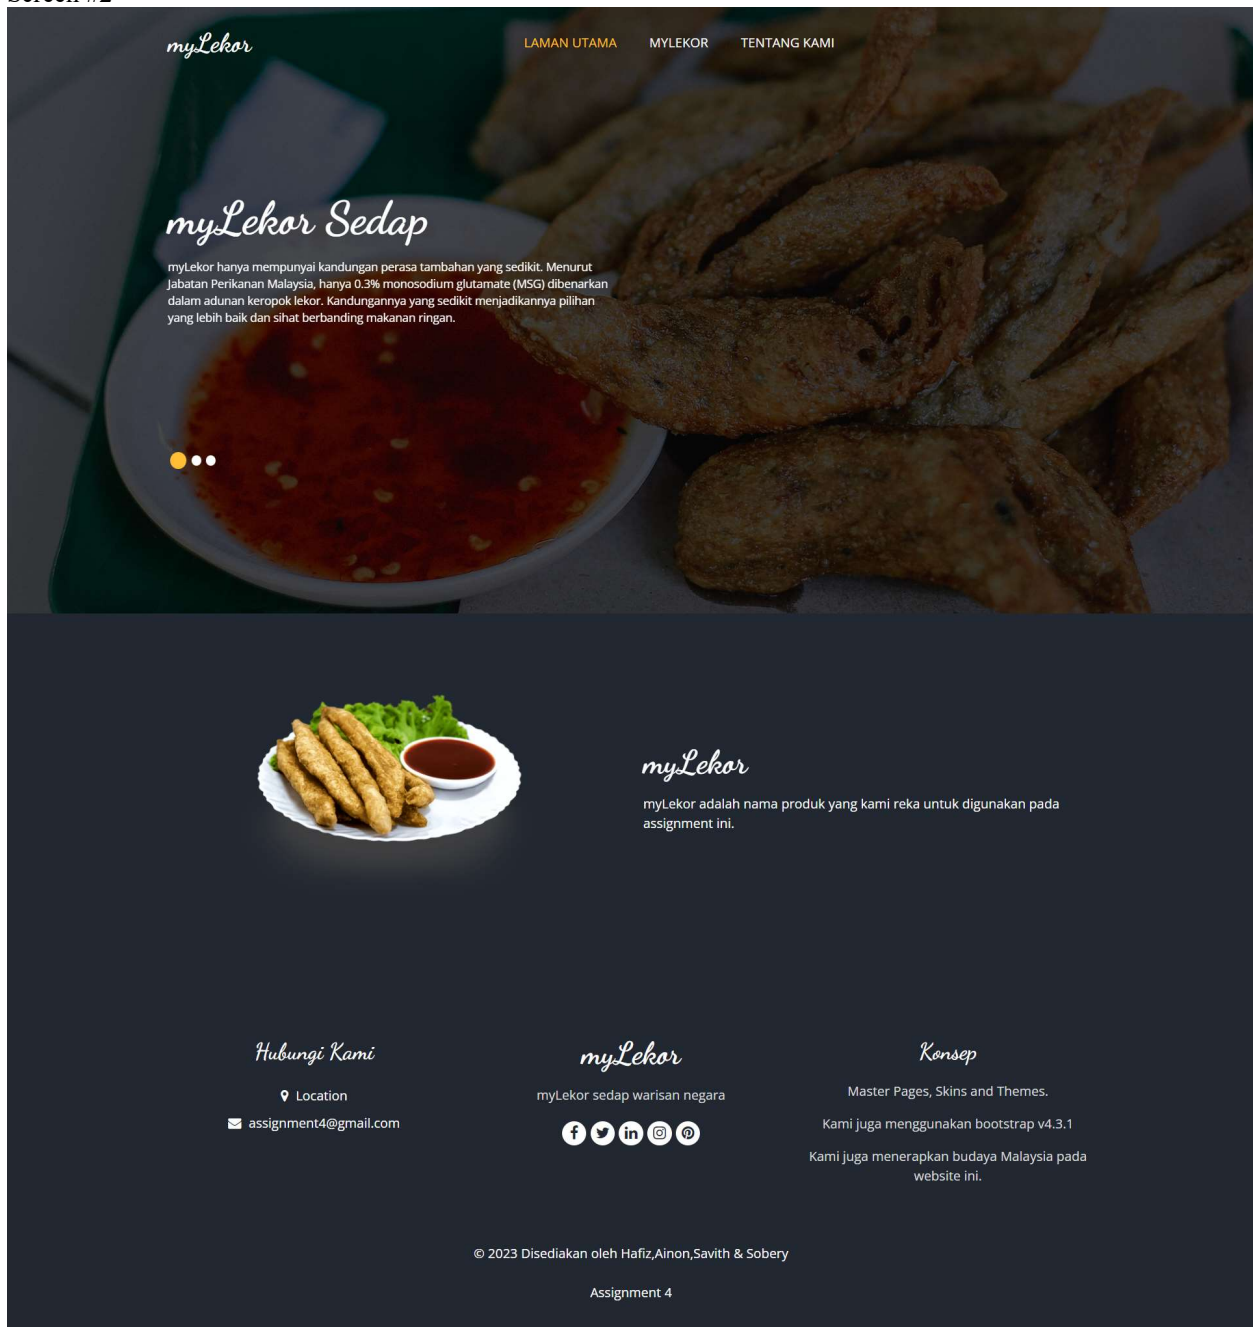 myLekor
LAMAN UTAMA MYLEKOR TENTANG KAMI
myLekor Sedap
myLekor hanya mempunyai kandungan perasa tambahan yang sedikit. Menurut
Jabatan Perikanan Malaysia, hanya 0.3% monosodium glutamate (MSG) dibenarkan
dalam adunan keropok lekor. Kandungannya yang sedikit menjadikannya pilihan
yang lebih baik dan sihat berbanding makanan ringan.
myLekor
myLekor adalah nama produk yang kami reka untuk digunakan pada
assignment ini.
Hubungi Kami
Location
assignment4@gmail.com
myLekor
myLekor sedap warisan negara
Konsep
Master Pages, Skins and Themes.
Kami juga menggunakan bootstrap v4.3.1
Kami juga menerapkan budaya Malaysia pada
website ini.
© 2023 Disediakan oleh Hafiz,Ainon,Savith & Sobery
Assignment 4